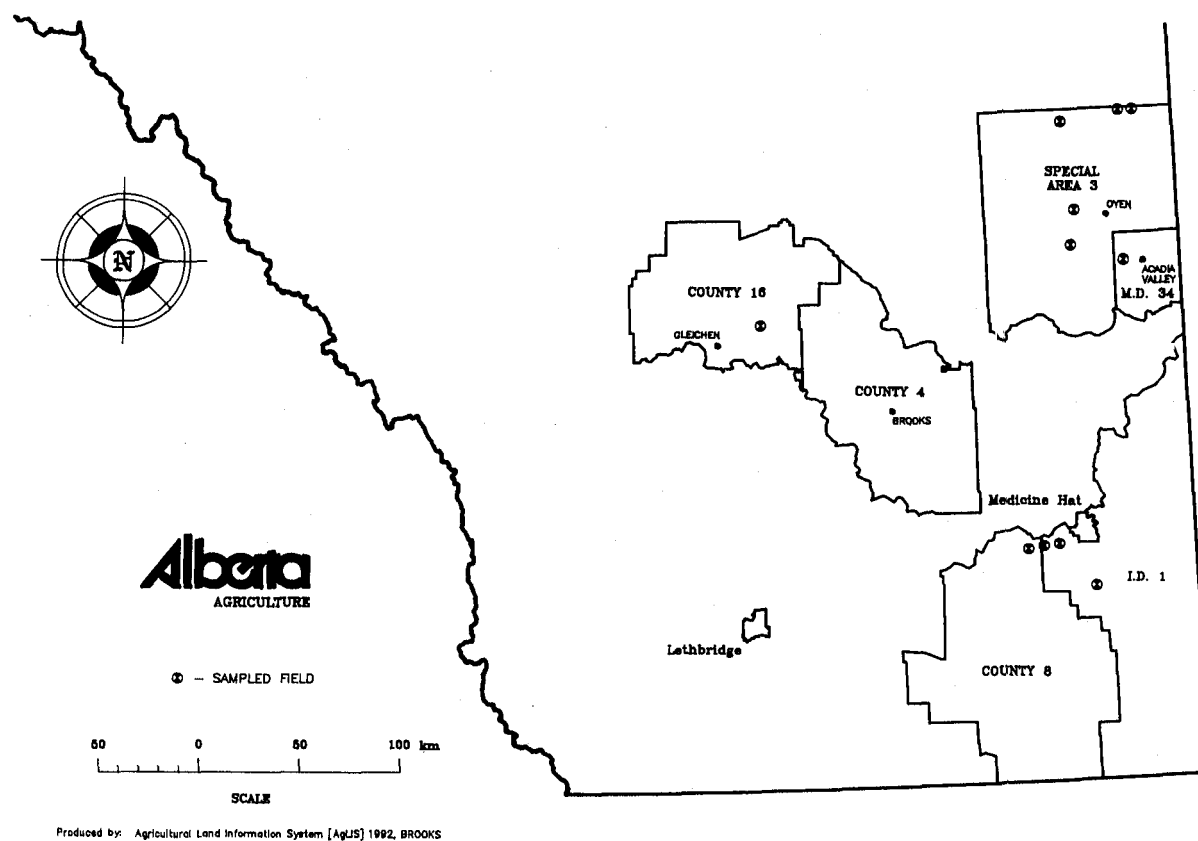 SPECIAL
AREA 3
OYEN
ACADIA
VALLEY
M.D. 34
COUNTY 16
GLEICHEN
COUNTY 4
BROOKS
Medicine Hat
I.D. 1
Lethbridge
COUNTY 8
N
Alberta
AGRICULTURE
– SAMPLED FIELD
50 0 50 100 km
SCALE
Produced by: Agricultural Land Information System [AgLIS] 1992, BROOKS